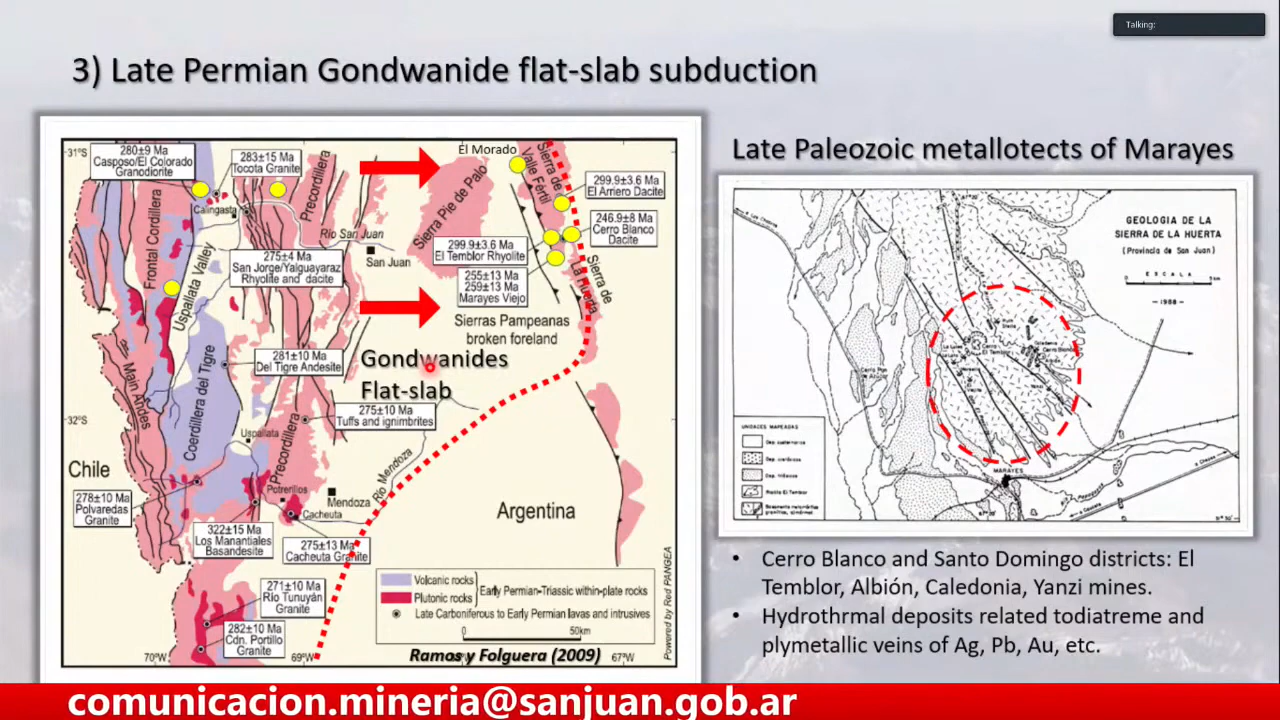 Talking:
3) Late Permian Gondwanide flat-slab subduction
31°S
280±9 Ma
Casposo/El Colorado
Granodiorite
283±15 Ma
Tocota Granite
Precordillera
El Morado
Sierra de
Valle Fértil
299.9±3.6 Ma
El Arriero Dacite
Calingasta
Frontal Cordillera
Río San Juan
San Juan
Sierra Pie de Palo
246.9±8 Ma
Cerro Blanco
Dacite
299.9±3.6 Ma
El Temblor Rhyolite
275±4 Ma
San Jorge/Yalguayaraz
Rhyolite and dacite
Uspallata Valley
255±13 Ma
259±13 Ma
Marayes Viejo
Sierra de
La Huerta
Sierras Pampeanas
broken foreland
281±10 Ma
Del Tigre Andesite
Gondwanides
Flat-slab
Main Andes
Coerdillera del Tigre
275±10 Ma
Tuffs and ignimbrites
32°S
Uspallata
Precordillera
Río Mendoza
Chile
Potrerillos
Mendoza
Cacheuta
Argentina
278±10 Ma
Polvaredas
Granite
322±15 Ma
Los Manantiales
Basandesite
275±13 Ma
Cacheuta Granite
271±10 Ma
Río Tunuyán
Granite
282±10 Ma
Cdn. Portillo
Granite
Volcanic rocks
Plutonic rocks
Early Permian-Triassic within-plate rocks
Late Carboniferous to Early Permian lavas and intrusives
0 50km
Powered by Red PANGEA
70°W
69°W
Ramos y Folguera (2009)
67°W
Late Paleozoic metallotects of Marayes
GEOLOGIA DE LA
SIERRA DE LA HUERTA
(Provincia de San Juan)
ESCALA
—1988—
UNIDADES MAPEADAS
MARAYES
• Cerro Blanco and Santo Domingo districts: El
Temblor, Albión, Caledonia, Yanzi mines.
• Hydrothrmal deposits related todiatreme and
plymetallic veins of Ag, Pb, Au, etc.
comunicacion.mineria@sanjuan.gob.ar